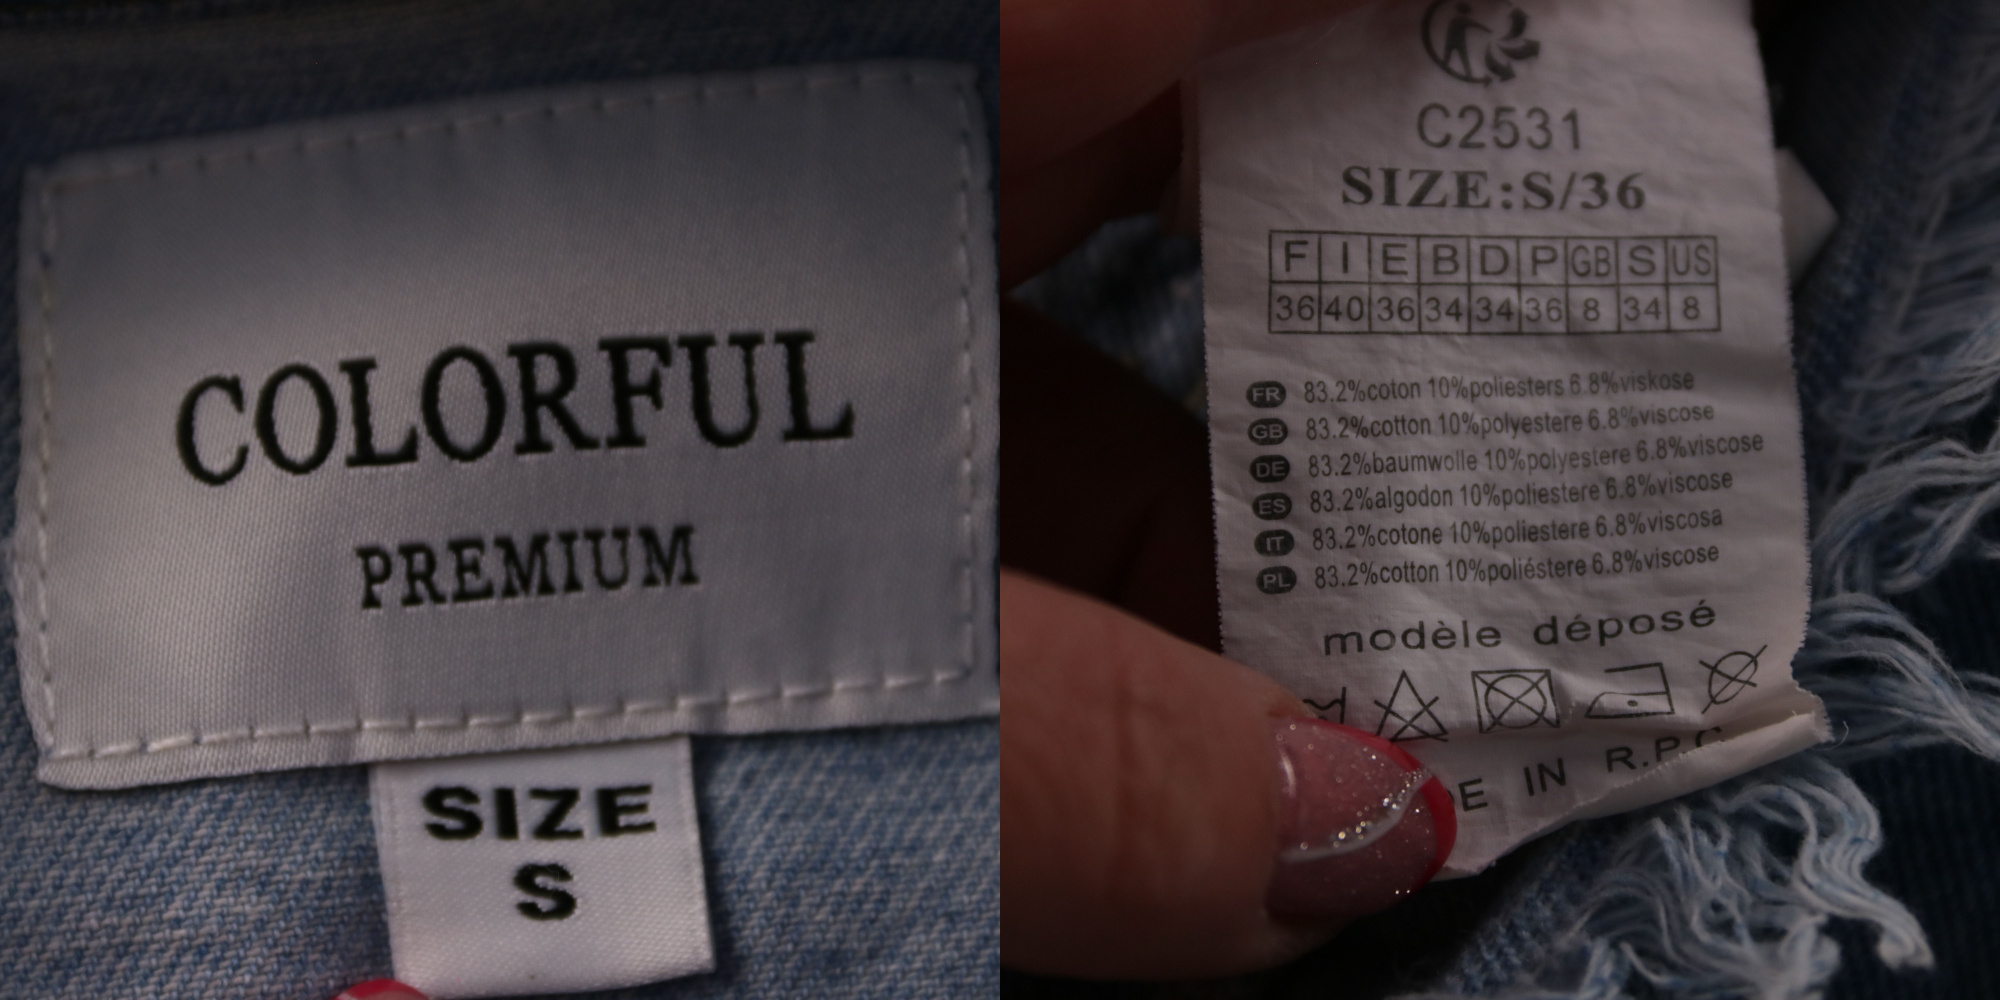 COLORFUL
PREMIUM
SIZE
S
C2531
SIZE:S/36
F I E B D P GB S US
36 40 36 34 34 36 8 34 8
FR 83.2%coton 10%poliesters 6.8%viskose
GB 83.2%cotton 10%polyestere 6.8%viscose
DE 83.2%baumwolle 10%polyestere 6.8%viscose
ES 83.2%algodon 10%poliestere 6.8%viscose
IT 83.2%cotone 10%poliestere 6.8%viscosa
PL 83.2%cotton 10%poliéstere 6.8%viscose
modèle déposé
IN R.P.C